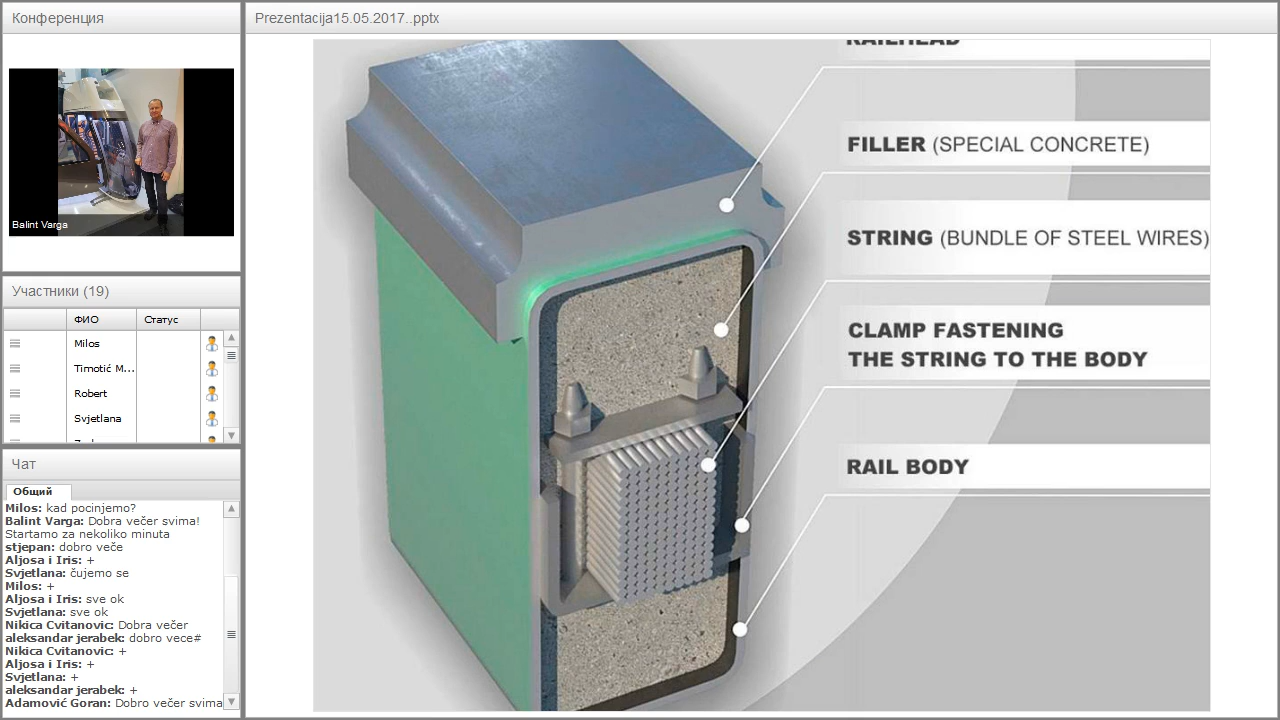 Конференция
Balint Varga
Участники (19)
ФИО
Статус
Milos
Timotić M...
Robert
Svjetlana
Чат
Общий
Milos: kad pocinjemo?
Balint Varga: Dobra večer svima!
Startamo za nekoliko minuta
stjepan: dobro veče
Aljosa i Iris: +
Svjetlana: čujemo se
Milos: +
Aljosa i Iris: sve ok
Svjetlana: sve ok
Nikica Cvitanovic: Dobra večer
aleksandar jerabek: dobro vece#
Nikica Cvitanovic: +
Aljosa i Iris: +
Svjetlana: +
aleksandar jerabek: +
Adamović Goran: Dobro večer svima
Prezentacija15.05.2017..pptx
RAILHEAD
FILLER (SPECIAL CONCRETE)
STRING (BUNDLE OF STEEL WIRES)
CLAMP FASTENING
THE STRING TO THE BODY
RAIL BODY